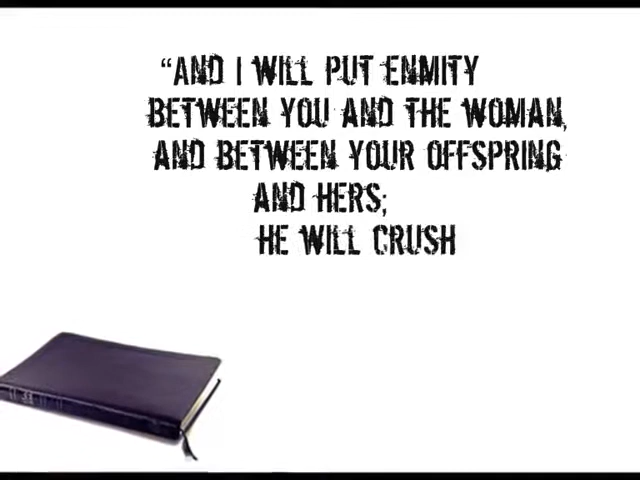 “AND I WILL PUT ENMITY
BETWEEN YOU AND THE WOMAN,
AND BETWEEN YOUR OFFSPRING
AND HERS;
HE WILL CRUSH